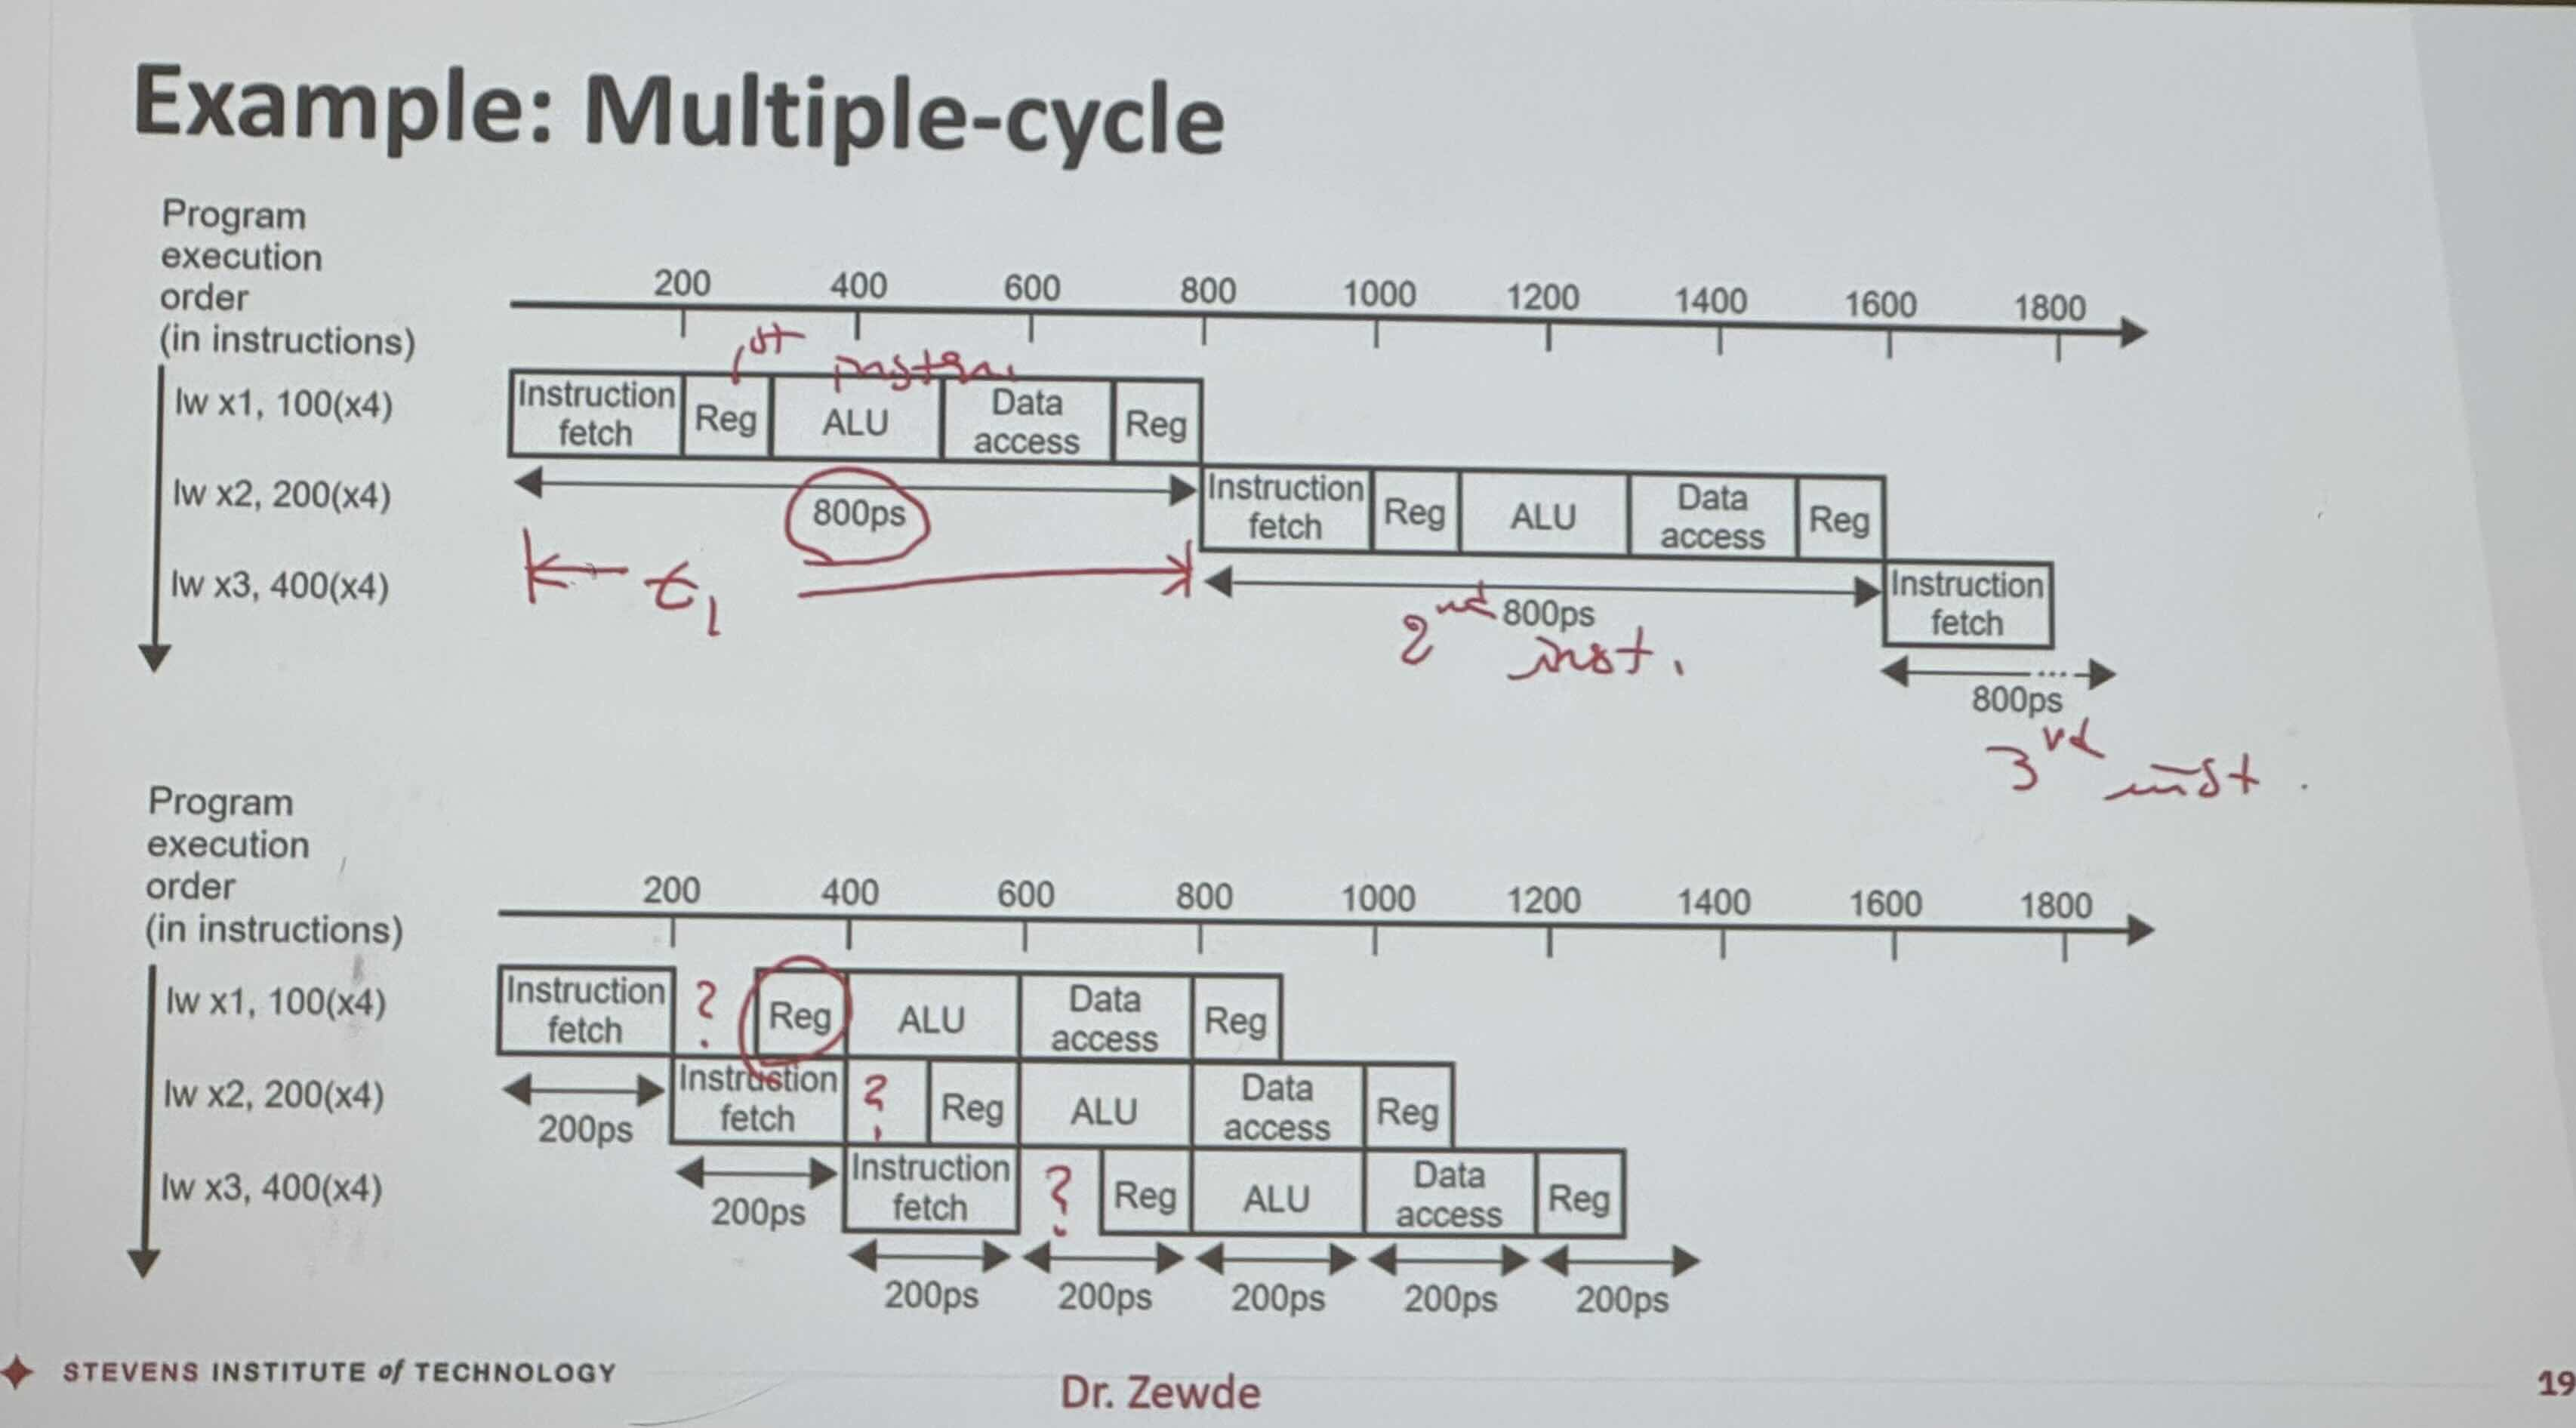 Example: Multiple-cycle
Program
execution
order
(in instructions)
200 400 600 800 1000 1200 1400 1600 1800
1st
lw x1, 100(x4)
Instruction fetch Reg ALU Data access Reg
lw x2, 200(x4)
800ps
Instruction fetch Reg ALU Data access Reg
lw x3, 400(x4)
t1
800ps
2nd inst.
Instruction fetch
800ps
3rd inst.
Program
execution
order
(in instructions)
200 400 600 800 1000 1200 1400 1600 1800
lw x1, 100(x4)
Instruction fetch ? Reg ALU Data access Reg
lw x2, 200(x4)
200ps
Instruction fetch ? Reg ALU Data access Reg
lw x3, 400(x4)
200ps
Instruction fetch ? Reg ALU Data access Reg
200ps 200ps 200ps 200ps 200ps
STEVENS INSTITUTE of TECHNOLOGY
Dr. Zewde
19